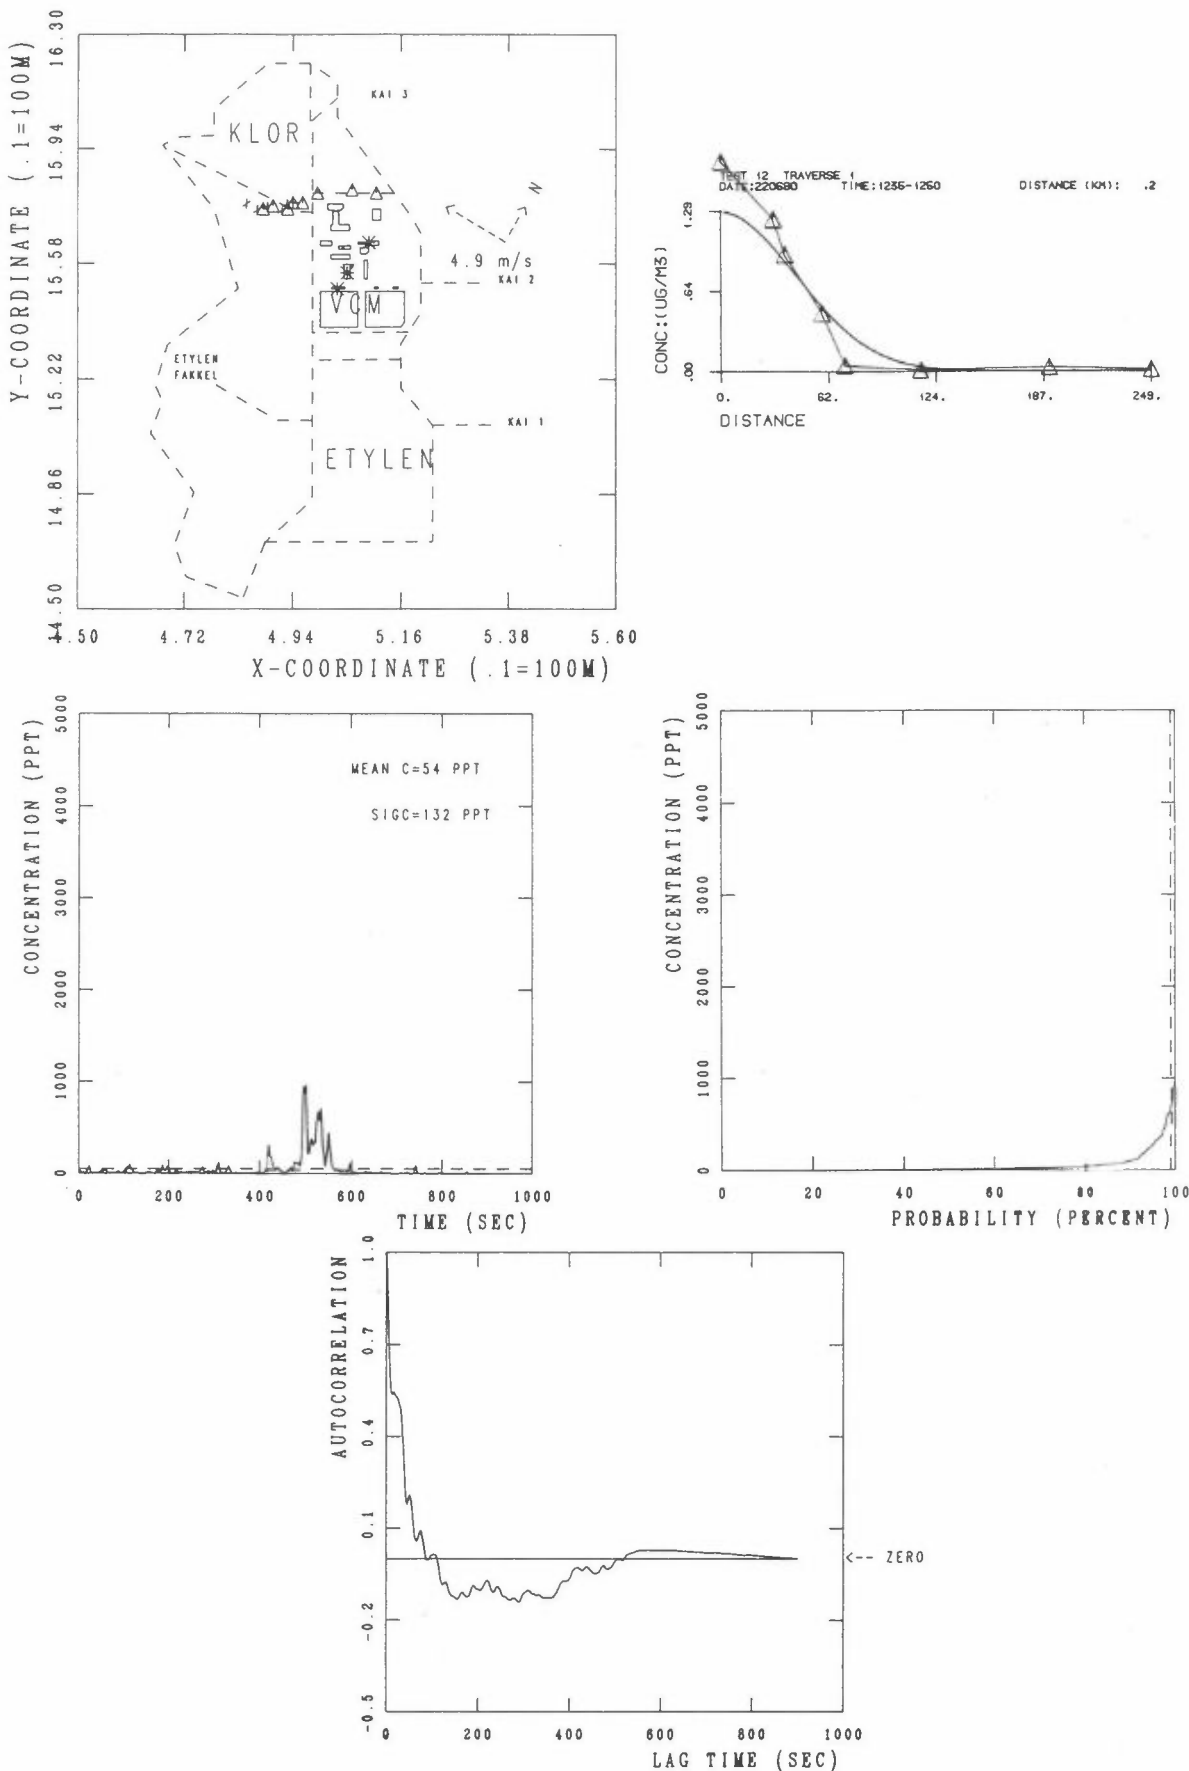 Y-COORDINATE (.1=100M)
16.30
15.94
15.58
15.22
14.86
14.50
KAI 3
KLOR
N
4.9 m/s
KAI 2
VCM
ETYLEN
FAKKEL
KAI 1
ETYLEN
4.50 4.72 4.94 5.16 5.38 5.60
X-COORDINATE (.1=100M)
TEST 12 TRAVERSE 1
DATE:220680 TIME:1236-1260 DISTANCE (KM): .2
CONC:(UG/M3)
1.29
.64
.00
0. 62. 124. 187. 249.
DISTANCE
CONCENTRATION (PPT)
5000
4000
3000
2000
1000
0
MEAN C=54 PPT
SIGC=132 PPT
0 200 400 600 800 1000
TIME (SEC)
CONCENTRATION (PPT)
5000
4000
3000
2000
1000
0
0 20 40 60 80 100
PROBABILITY (PERCENT)
AUTOCORRELATION
1.0
0.7
0.4
0.1
-0.2
-0.5
<-- ZERO
0 200 400 600 800 1000
LAG TIME (SEC)